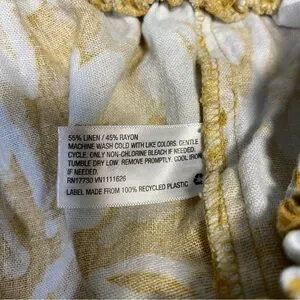 55% LINEN / 45% RAYON
MACHINE WASH COLD WITH LIKE COLORS. GENTLE
CYCLE. ONLY NON-CHLORINE BLEACH IF NEEDED.
TUMBLE DRY LOW. REMOVE PROMPTLY. COOL IRON
IF NEEDED.
RN17730 VN1111626
LABEL MADE FROM 100% RECYCLED PLASTIC